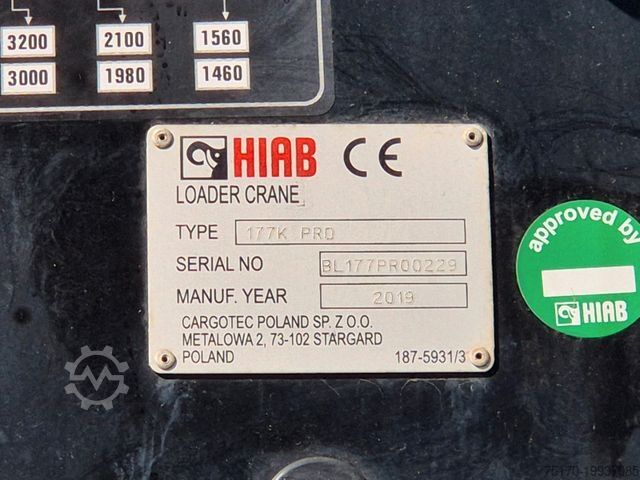 3200 2100 1560
3000 1980 1460
HIAB CE
LOADER CRANE
TYPE 177K PRO
SERIAL NO BL177PR00229
MANUF. YEAR 2019
CARGOTEC POLAND SP. Z O.O.
METALOWA 2, 73-102 STARGARD
POLAND 187-5931/3
approved by
HIAB